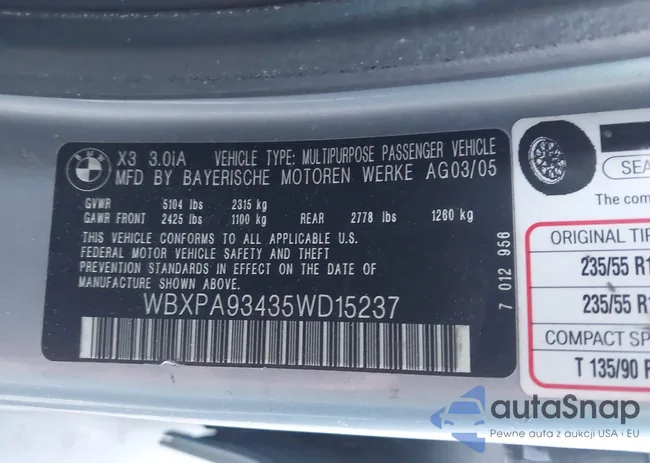 BMW
X3 3.0iA VEHICLE TYPE: MULTIPURPOSE PASSENGER VEHICLE
MFD BY BAYERISCHE MOTOREN WERKE AG03/05
GVWR 5104 lbs 2315 kg
GAWR FRONT 2425 lbs 1100 kg REAR 2778 lbs 1260 kg
THIS VEHICLE CONFORMS TO ALL APPLICABLE U.S.
FEDERAL MOTOR VEHICLE SAFETY AND THEFT
PREVENTION STANDARDS IN EFFECT ON THE DATE OF
MANUFACTURE SHOWN ABOVE.
WBXPA93435WD15237
7 012 956
SEA
The com
ORIGINAL TIR
235/55 R1
235/55 R1
COMPACT SP
T 135/90 R
autaSnap
Pewne auta z aukcji USA i EU